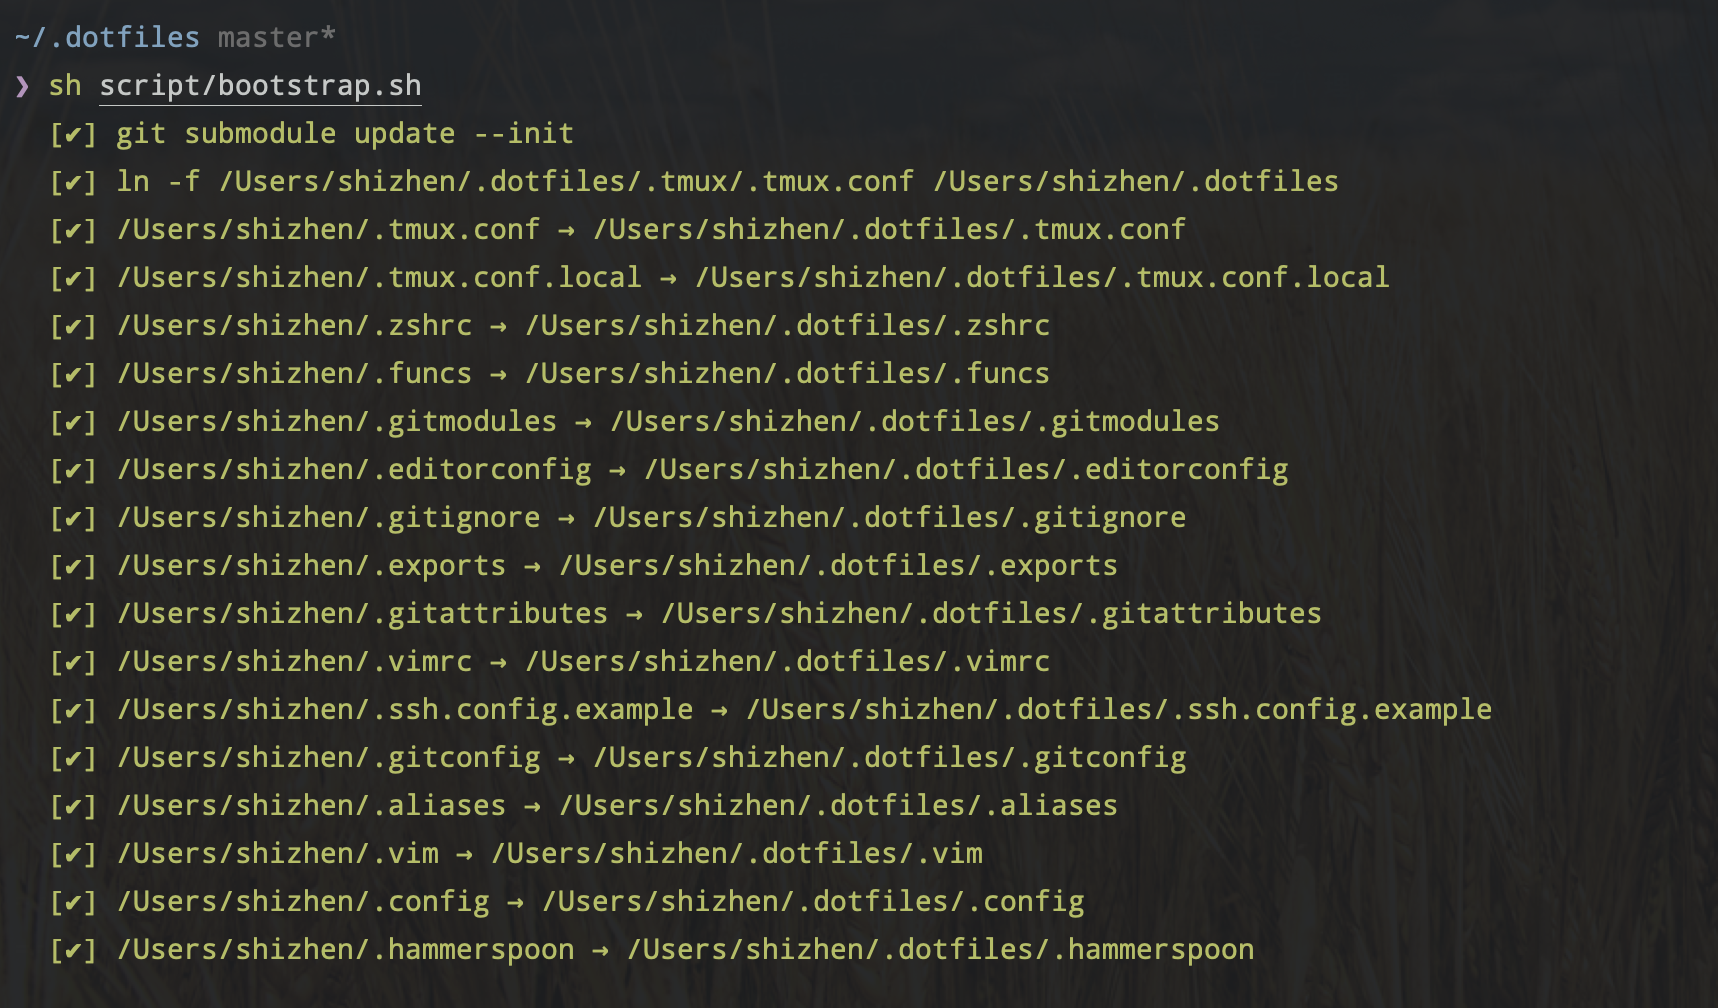 ~/.dotfiles master*
❯ sh script/bootstrap.sh
[✔] git submodule update --init
[✔] ln -f /Users/shizhen/.dotfiles/.tmux/.tmux.conf /Users/shizhen/.dotfiles
[✔] /Users/shizhen/.tmux.conf → /Users/shizhen/.dotfiles/.tmux.conf
[✔] /Users/shizhen/.tmux.conf.local → /Users/shizhen/.dotfiles/.tmux.conf.local
[✔] /Users/shizhen/.zshrc → /Users/shizhen/.dotfiles/.zshrc
[✔] /Users/shizhen/.funcs → /Users/shizhen/.dotfiles/.funcs
[✔] /Users/shizhen/.gitmodules → /Users/shizhen/.dotfiles/.gitmodules
[✔] /Users/shizhen/.editorconfig → /Users/shizhen/.dotfiles/.editorconfig
[✔] /Users/shizhen/.gitignore → /Users/shizhen/.dotfiles/.gitignore
[✔] /Users/shizhen/.exports → /Users/shizhen/.dotfiles/.exports
[✔] /Users/shizhen/.gitattributes → /Users/shizhen/.dotfiles/.gitattributes
[✔] /Users/shizhen/.vimrc → /Users/shizhen/.dotfiles/.vimrc
[✔] /Users/shizhen/.ssh.config.example → /Users/shizhen/.dotfiles/.ssh.config.example
[✔] /Users/shizhen/.gitconfig → /Users/shizhen/.dotfiles/.gitconfig
[✔] /Users/shizhen/.aliases → /Users/shizhen/.dotfiles/.aliases
[✔] /Users/shizhen/.vim → /Users/shizhen/.dotfiles/.vim
[✔] /Users/shizhen/.config → /Users/shizhen/.dotfiles/.config
[✔] /Users/shizhen/.hammerspoon → /Users/shizhen/.dotfiles/.hammerspoon